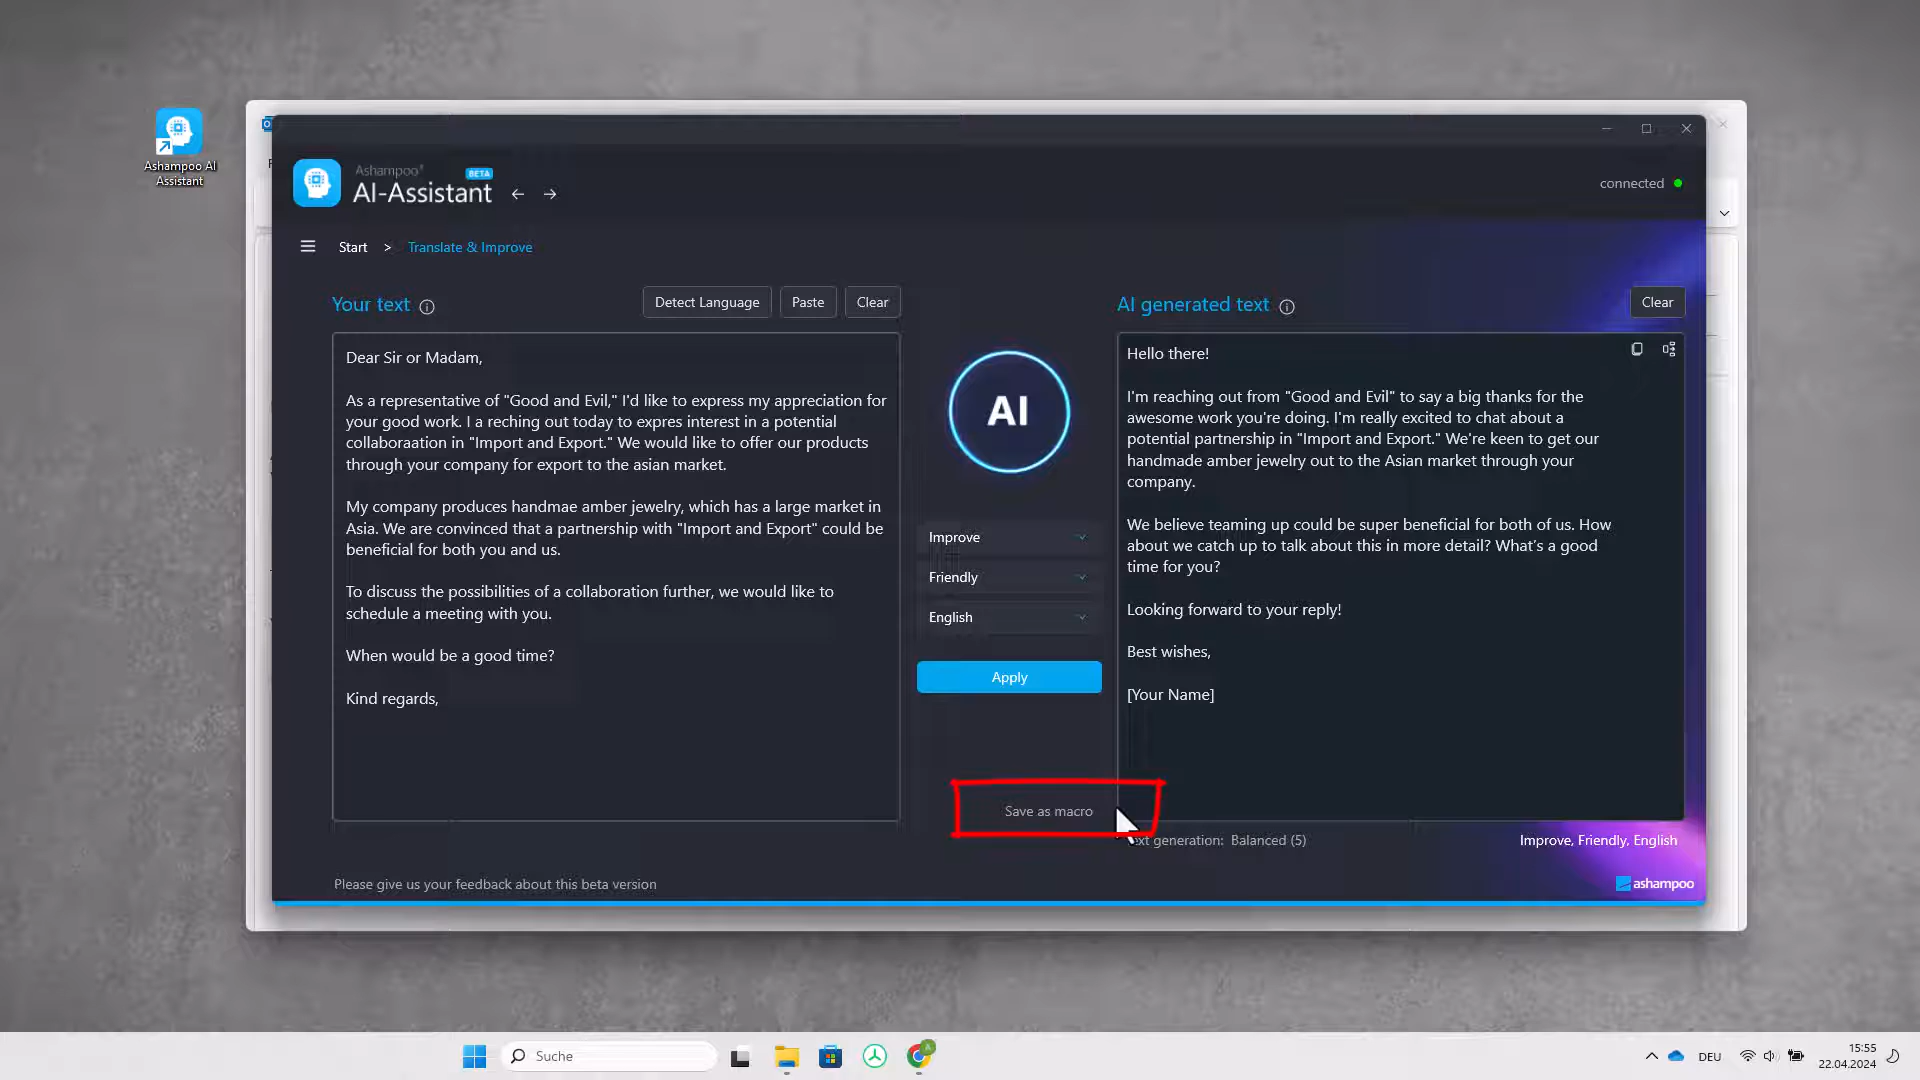 Ashampoo AI
Assistant
Ashampoo®
AI-Assistant BETA
connected
Start > Translate & Improve
Your text
Detect Language
Paste
Clear
Dear Sir or Madam,
As a representative of "Good and Evil," I'd like to express my appreciation for
your good work. I a reching out today to expres interest in a potential
collaboraation in "Import and Export." We would like to offer our products
through your company for export to the asian market.
My company produces handmae amber jewelry, which has a large market in
Asia. We are convinced that a partnership with "Import and Export" could be
beneficial for both you and us.
To discuss the possibilities of a collaboration further, we would like to
schedule a meeting with you.
When would be a good time?
Kind regards,
AI
Improve
Friendly
English
Apply
Save as macro
AI generated text
Clear
Hello there!
I'm reaching out from "Good and Evil" to say a big thanks for the
awesome work you're doing. I'm really excited to chat about a
potential partnership in "Import and Export." We're keen to get our
handmade amber jewelry out to the Asian market through your
company.
We believe teaming up could be super beneficial for both of us. How
about we catch up to talk about this in more detail? What's a good
time for you?
Looking forward to your reply!
Best wishes,
[Your Name]
ext generation: Balanced (5)
Improve, Friendly, English
Please give us your feedback about this beta version
ashampoo
Suche
A
DEU
15:55
22.04.2024